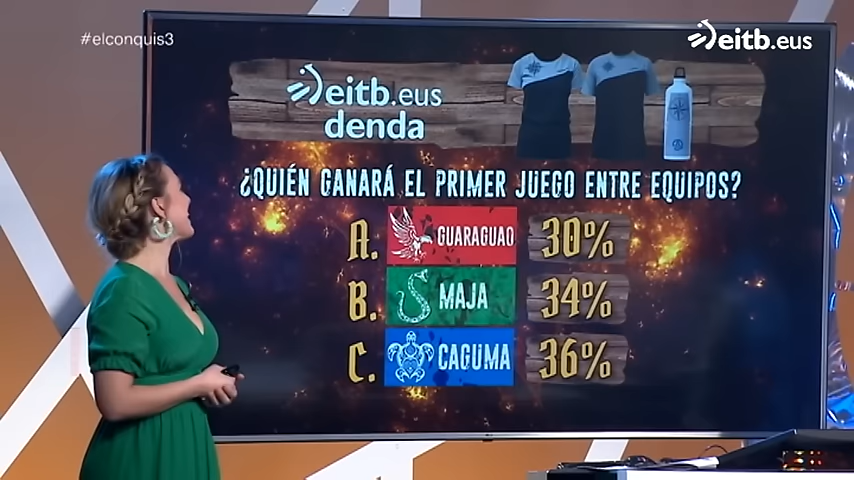 #elconquis3
eitb.eus
eitb.eus
denda
¿QUIÉN GANARÁ EL PRIMER JUEGO ENTRE EQUIPOS?
A. GUARAGUAO 30%
B. MAJA 34%
C. CAGUMA 36%